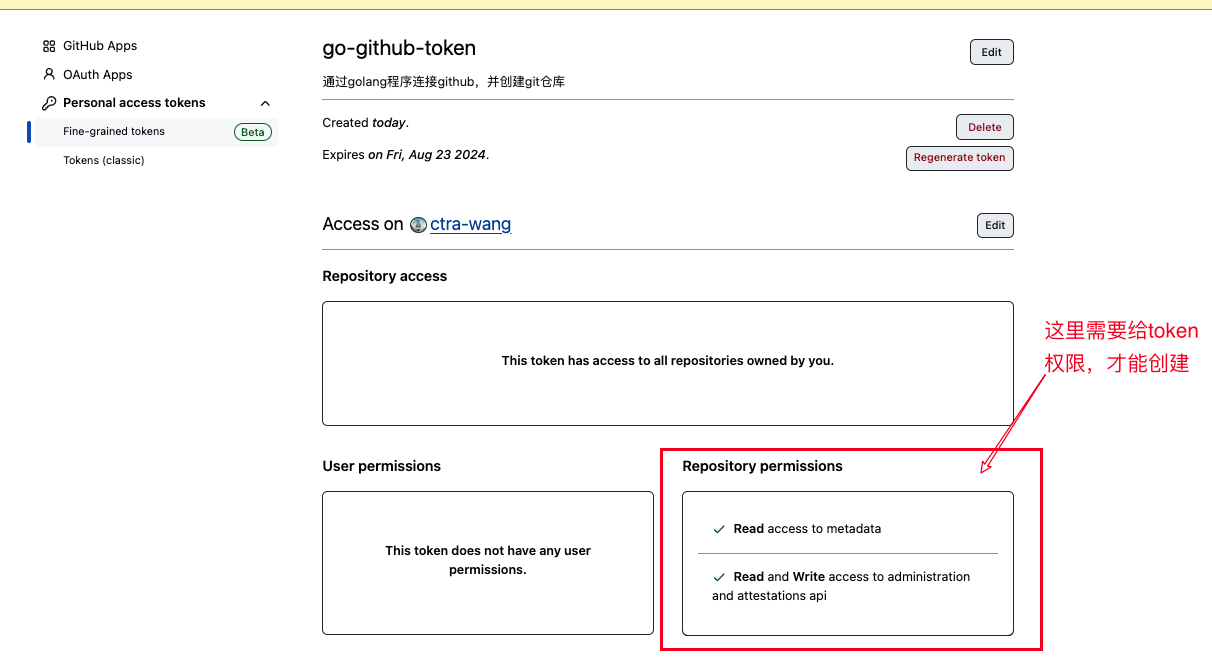 GitHub Apps
OAuth Apps
Personal access tokens
Fine-grained tokens
Beta
Tokens (classic)
go-github-token
Edit
通过golang程序连接github，并创建git仓库
Created today.
Delete
Expires on Fri, Aug 23 2024.
Regenerate token
Access on ctra-wang
Edit
Repository access
This token has access to all repositories owned by you.
这里需要给token
权限，才能创建
User permissions
This token does not have any user
permissions.
Repository permissions
Read access to metadata
Read and Write access to administration
and attestations api